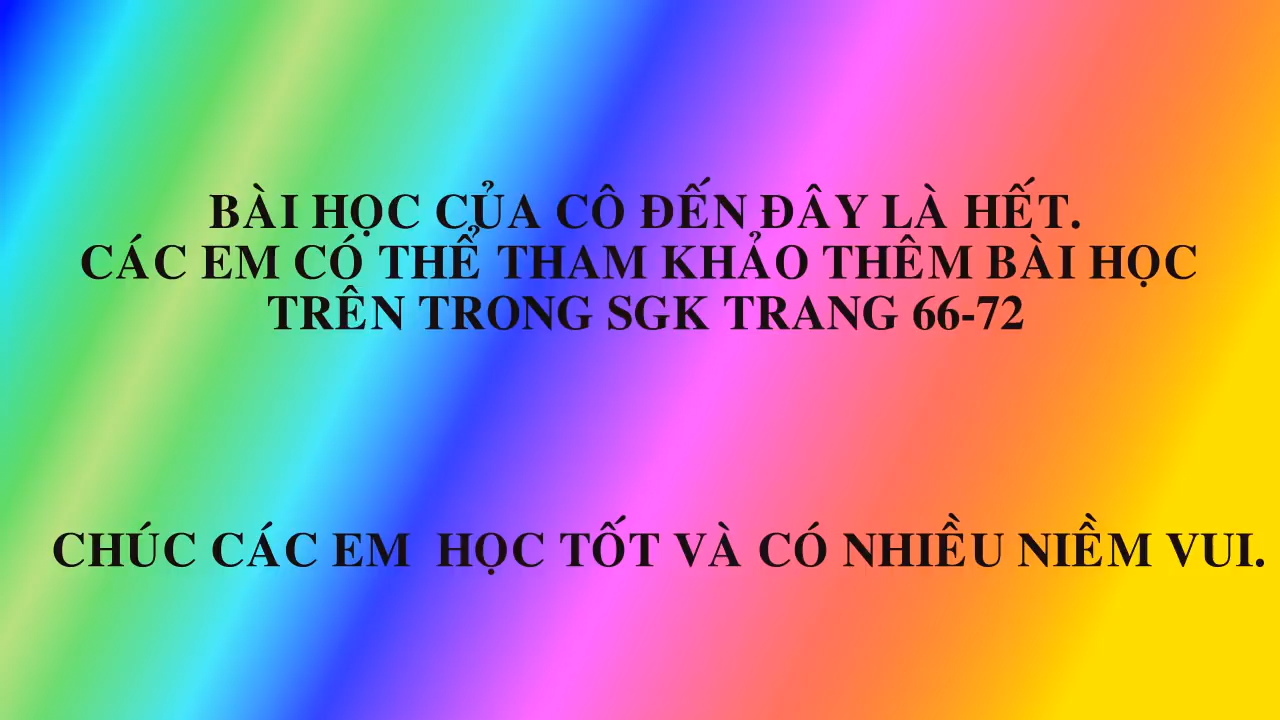 BÀI HỌC CỦA CÔ ĐẾN ĐÂY LÀ HẾT.
CÁC EM CÓ THỂ THAM KHẢO THÊM BÀI HỌC
TRÊN TRONG SGK TRANG 66-72
CHÚC CÁC EM HỌC TỐT VÀ CÓ NHIỀU NIỀM VUI.